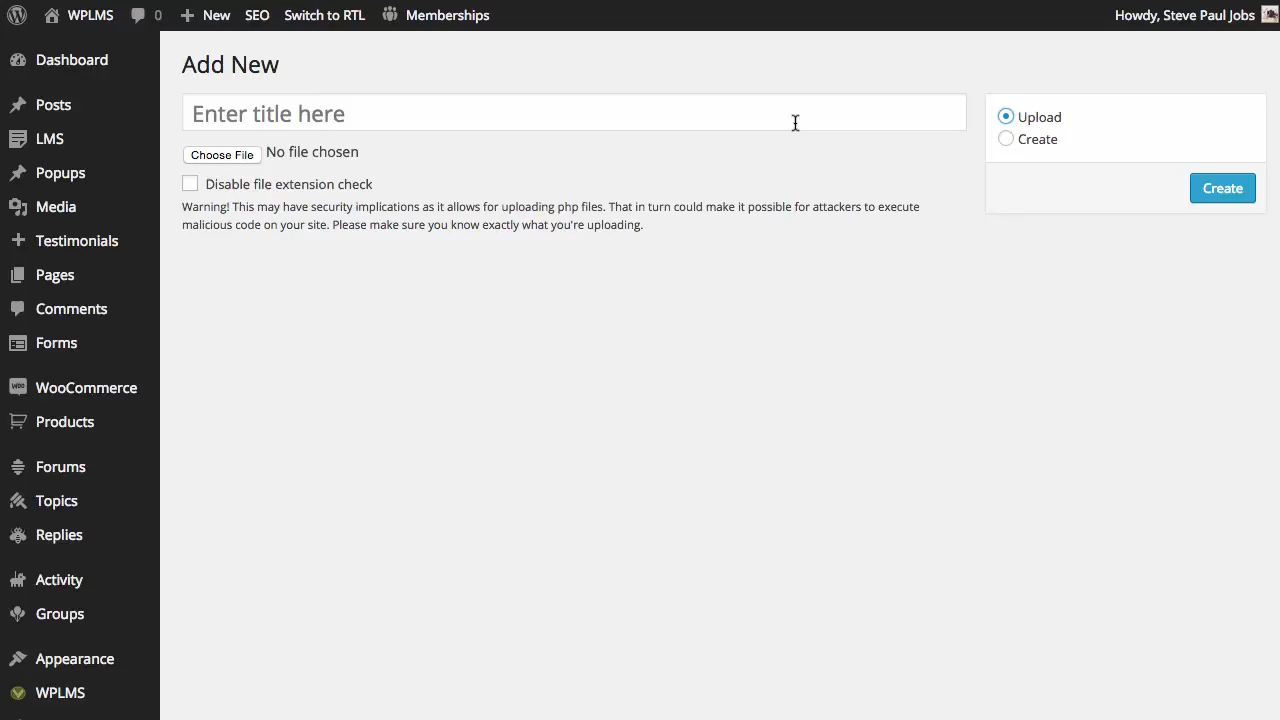 WPLMS 0 New SEO Switch to RTL Memberships Howdy, Steve Paul Jobs
Dashboard
Posts
LMS
Popups
Media
Testimonials
Pages
Comments
Forms
WooCommerce
Products
Forums
Topics
Replies
Activity
Groups
Appearance
WPLMS
Add New
Enter title here
Choose File No file chosen
Disable file extension check
Warning! This may have security implications as it allows for uploading php files. That in turn could make it possible for attackers to execute
malicious code on your site. Please make sure you know exactly what you're uploading.
Upload
Create
Create